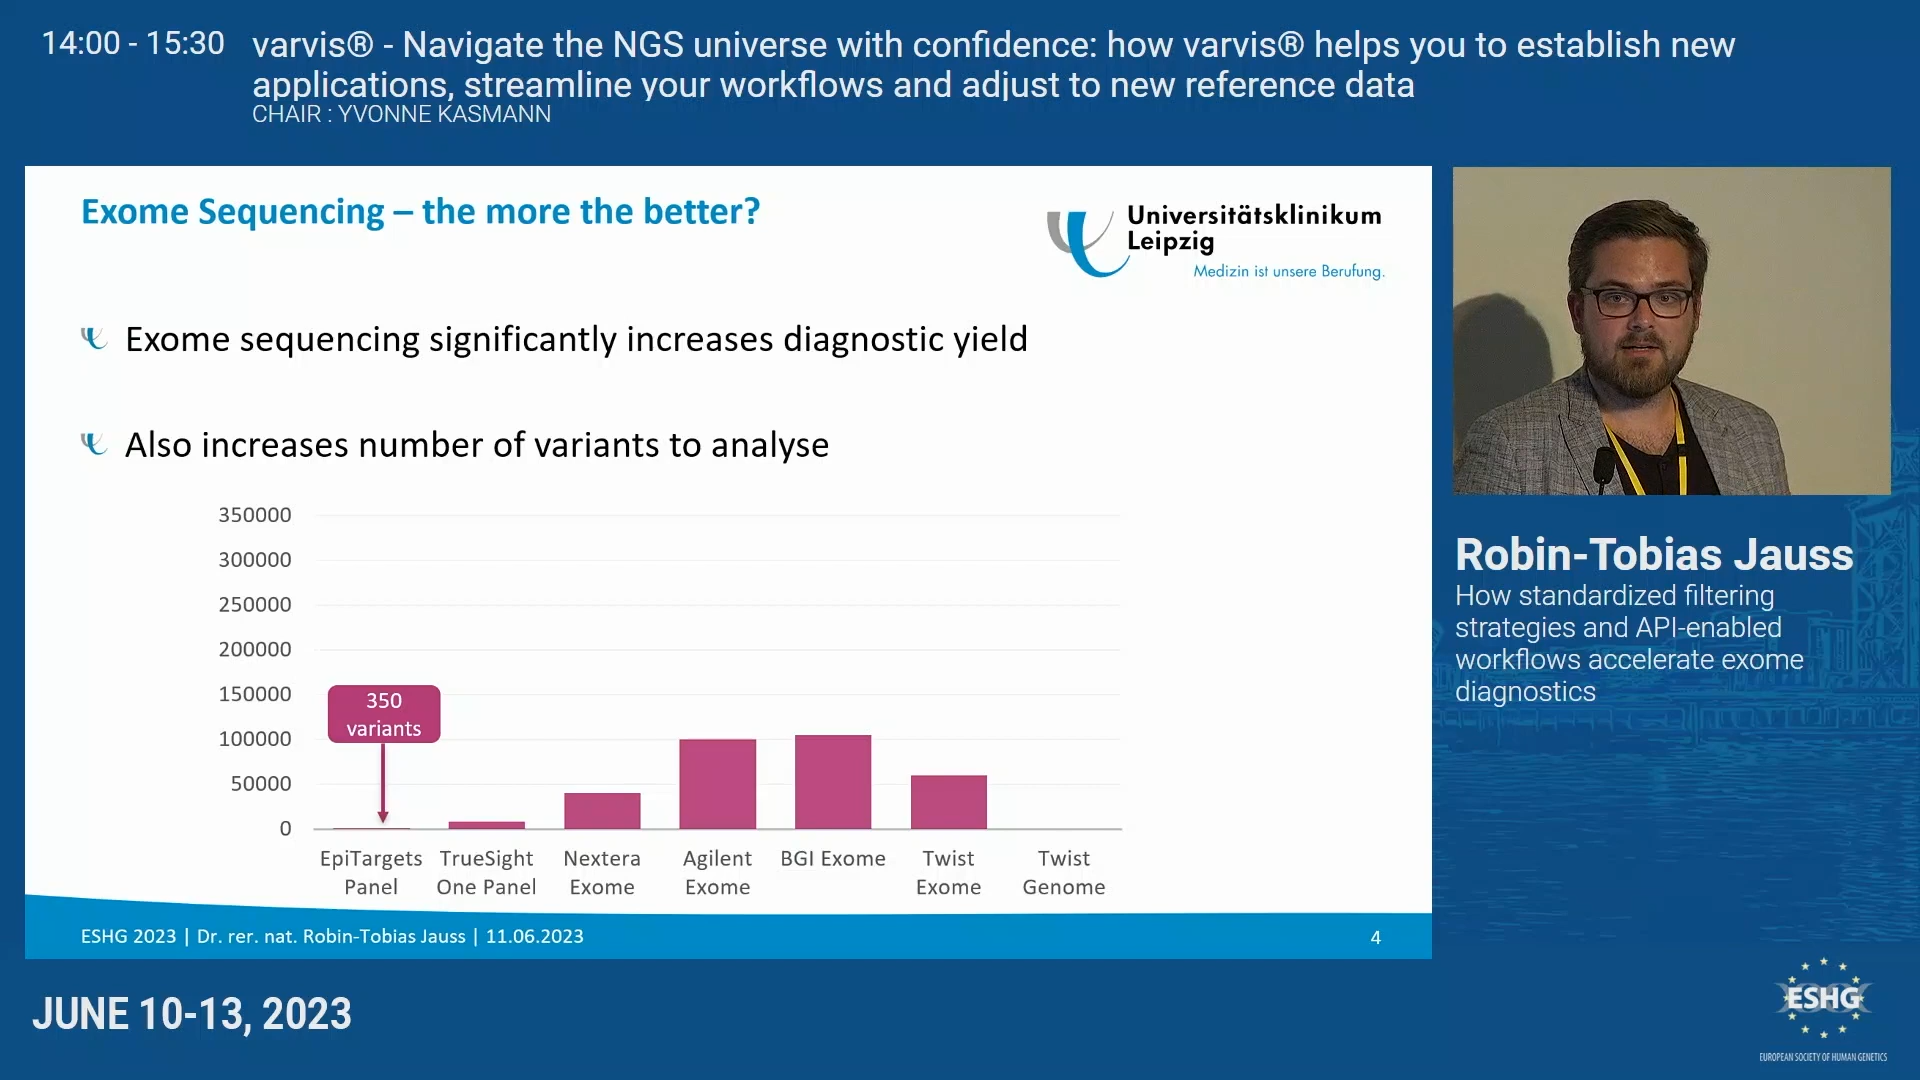 14:00 - 15:30
varvis® - Navigate the NGS universe with confidence: how varvis® helps you to establish new
applications, streamline your workflows and adjust to new reference data
CHAIR : YVONNE KASMANN
Exome Sequencing – the more the better?
Universitätsklinikum
Leipzig
Medizin ist unsere Berufung.
Exome sequencing significantly increases diagnostic yield
Also increases number of variants to analyse
350000
300000
250000
200000
150000
100000
50000
0
350
variants
EpiTargets
Panel
TrueSight
One Panel
Nextera
Exome
Agilent
Exome
BGI Exome
Twist
Exome
Twist
Genome
ESHG 2023 | Dr. rer. nat. Robin-Tobias Jauss | 11.06.2023
4
Robin-Tobias Jauss
How standardized filtering
strategies and API-enabled
workflows accelerate exome
diagnostics
JUNE 10-13, 2023
ESHG
EUROPEAN SOCIETY OF HUMAN GENETICS